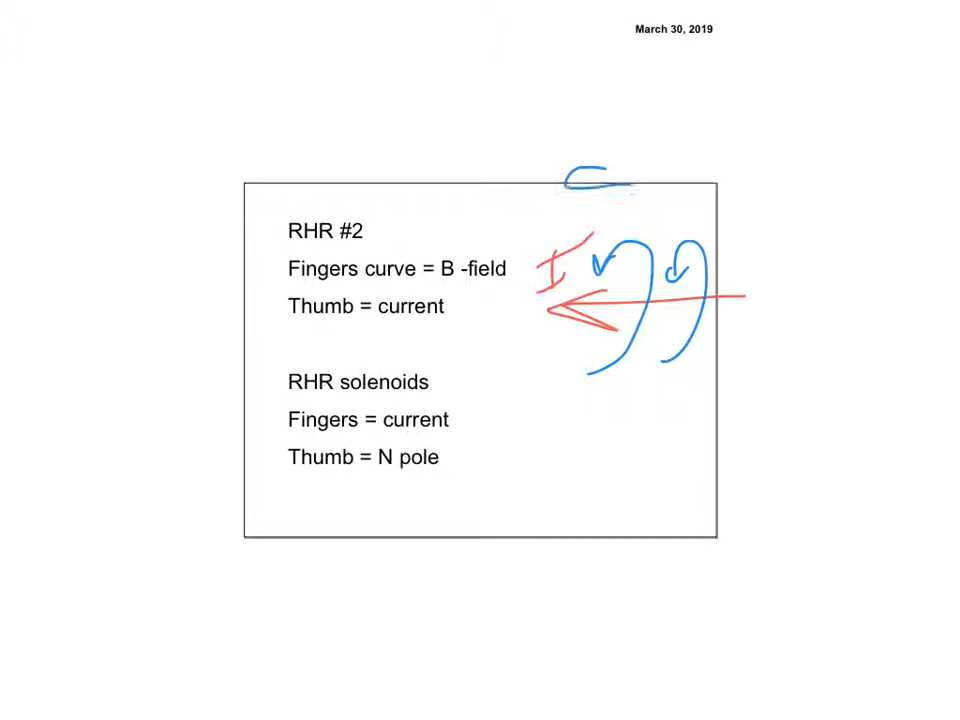 March 30, 2019
RHR #2
Fingers curve = B -field
I
Thumb = current
RHR solenoids
Fingers = current
Thumb = N pole